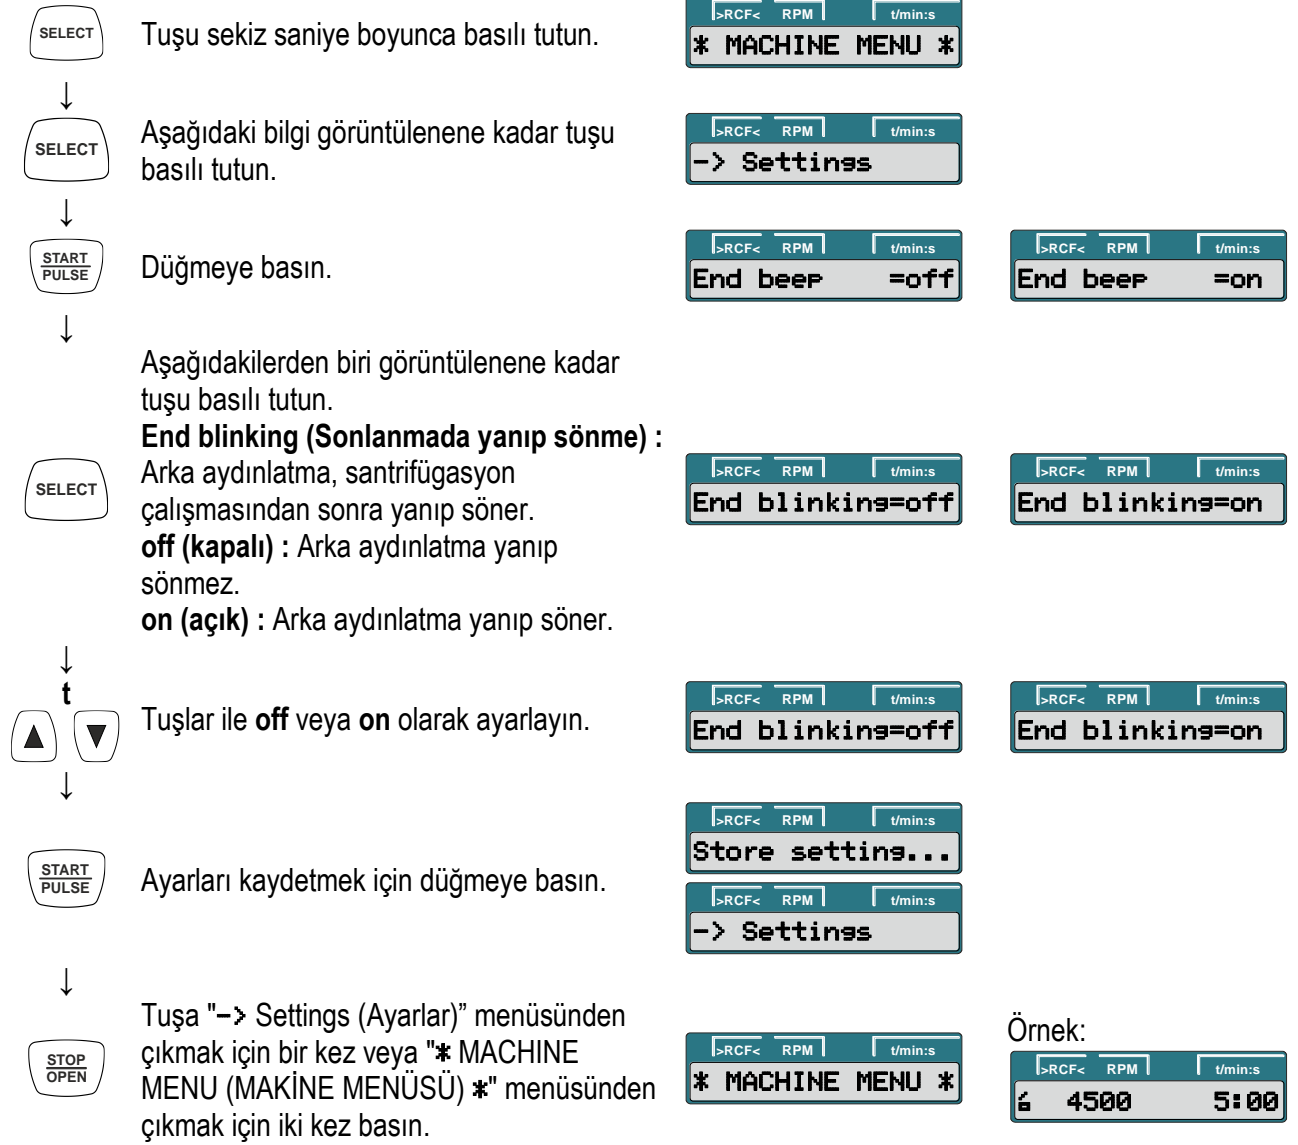 SELECT
Tuşu sekiz saniye boyunca basılı tutun.
>RCF< RPM t/min:s
* MACHINE MENU *
↓
SELECT
Aşağıdaki bilgi görüntülenene kadar tuşu
basılı tutun.
>RCF< RPM t/min:s
-> Settings
↓
START
PULSE
Düğmeye basın.
>RCF< RPM t/min:s
End beep =off
>RCF< RPM t/min:s
End beep =on
↓
SELECT
Aşağıdakilerden biri görüntülenene kadar
tuşu basılı tutun.
End blinking (Sonlanmada yanıp sönme) :
Arka aydınlatma, santrifügasyon
çalışmasından sonra yanıp söner.
off (kapalı) : Arka aydınlatma yanıp
sönmez.
on (açık) : Arka aydınlatma yanıp söner.
>RCF< RPM t/min:s
End blinking=off
>RCF< RPM t/min:s
End blinking=on
↓
t
▲ ▼
Tuşlar ile off veya on olarak ayarlayın.
>RCF< RPM t/min:s
End blinking=off
>RCF< RPM t/min:s
End blinking=on
↓
START
PULSE
Ayarları kaydetmek için düğmeye basın.
>RCF< RPM t/min:s
Store setting...
>RCF< RPM t/min:s
-> Settings
↓
STOP
OPEN
Tuşa "-> Settings (Ayarlar)” menüsünden
çıkmak için bir kez veya "* MACHINE
MENU (MAKİNE MENÜSÜ) *" menüsünden
çıkmak için iki kez basın.
>RCF< RPM t/min:s
* MACHINE MENU *
Örnek:
>RCF< RPM t/min:s
4500 5:00